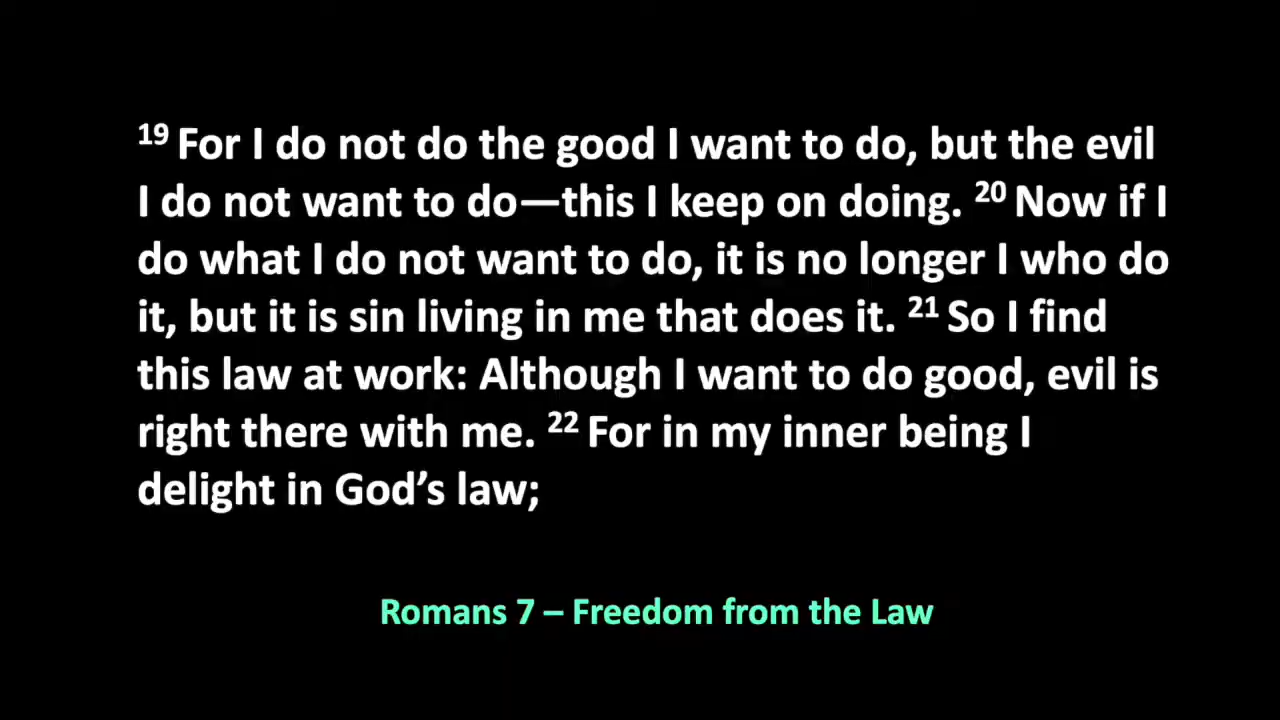 19 For I do not do the good I want to do, but the evil
I do not want to do—this I keep on doing. 20 Now if I
do what I do not want to do, it is no longer I who do
it, but it is sin living in me that does it. 21 So I find
this law at work: Although I want to do good, evil is
right there with me. 22 For in my inner being I
delight in God’s law;
Romans 7 – Freedom from the Law